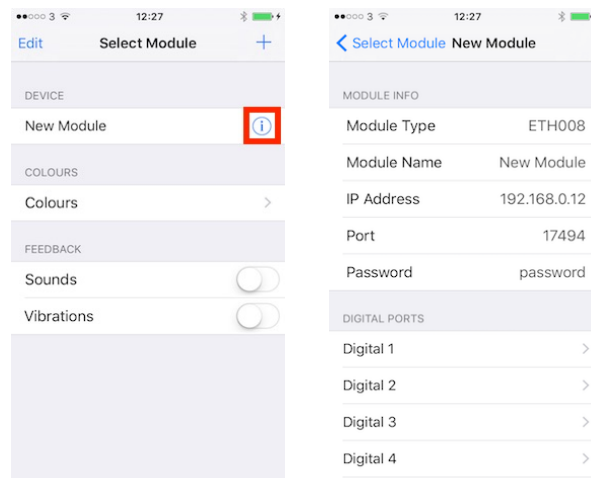 3 12:27
Edit Select Module +
DEVICE
New Module i
COLOURS
Colours
FEEDBACK
Sounds
Vibrations
3 12:27
Select Module New Module
MODULE INFO
Module Type ETH008
Module Name New Module
IP Address 192.168.0.12
Port 17494
Password password
DIGITAL PORTS
Digital 1
Digital 2
Digital 3
Digital 4